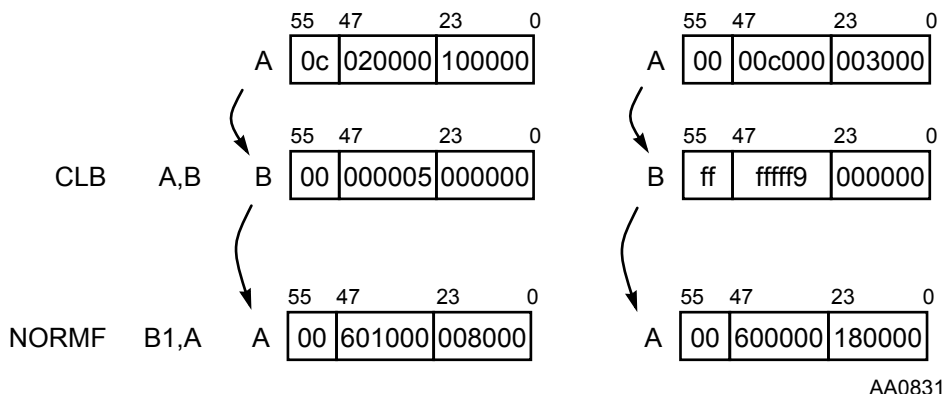 55 47 23 0 55 47 23 0
A 0c 020000 100000 A 00 00c000 003000
55 47 23 0 55 47 23 0
CLB A,B B 00 000005 000000 B ff fffff9 000000
55 47 23 0 55 47 23 0
NORMF B1,A A 00 601000 008000 A 00 600000 180000
AA0831